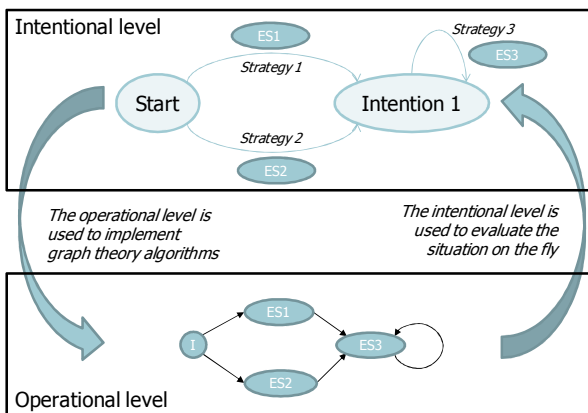 Intentional level
ES1
Strategy 1
Strategy 3
ES3
Start
Intention 1
Strategy 2
ES2
The operational level is
used to implement
graph theory algorithms
The intentional level is
used to evaluate the
situation on the fly
ES1
I
ES3
ES2
Operational level